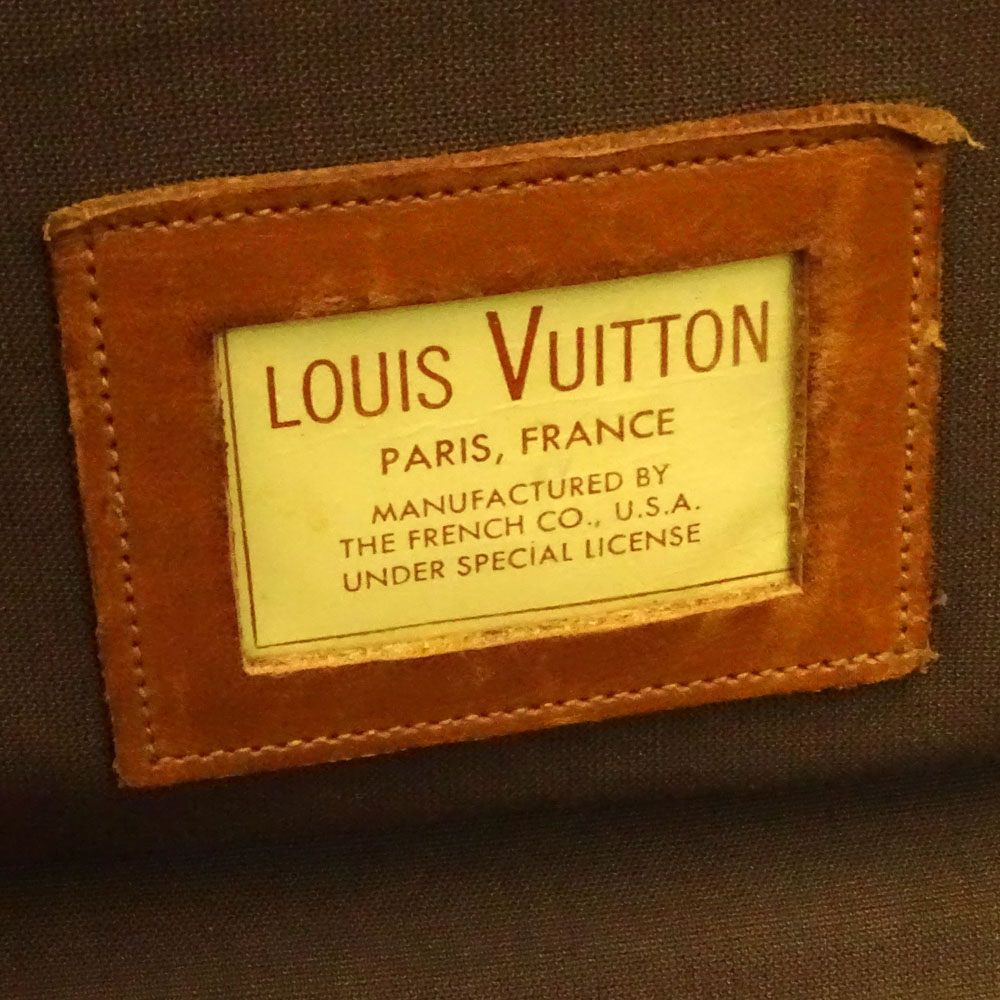 LOUIS VUITTON
PARIS, FRANCE
MANUFACTURED BY
THE FRENCH CO., U.S.A.
UNDER SPECIAL LICENSE